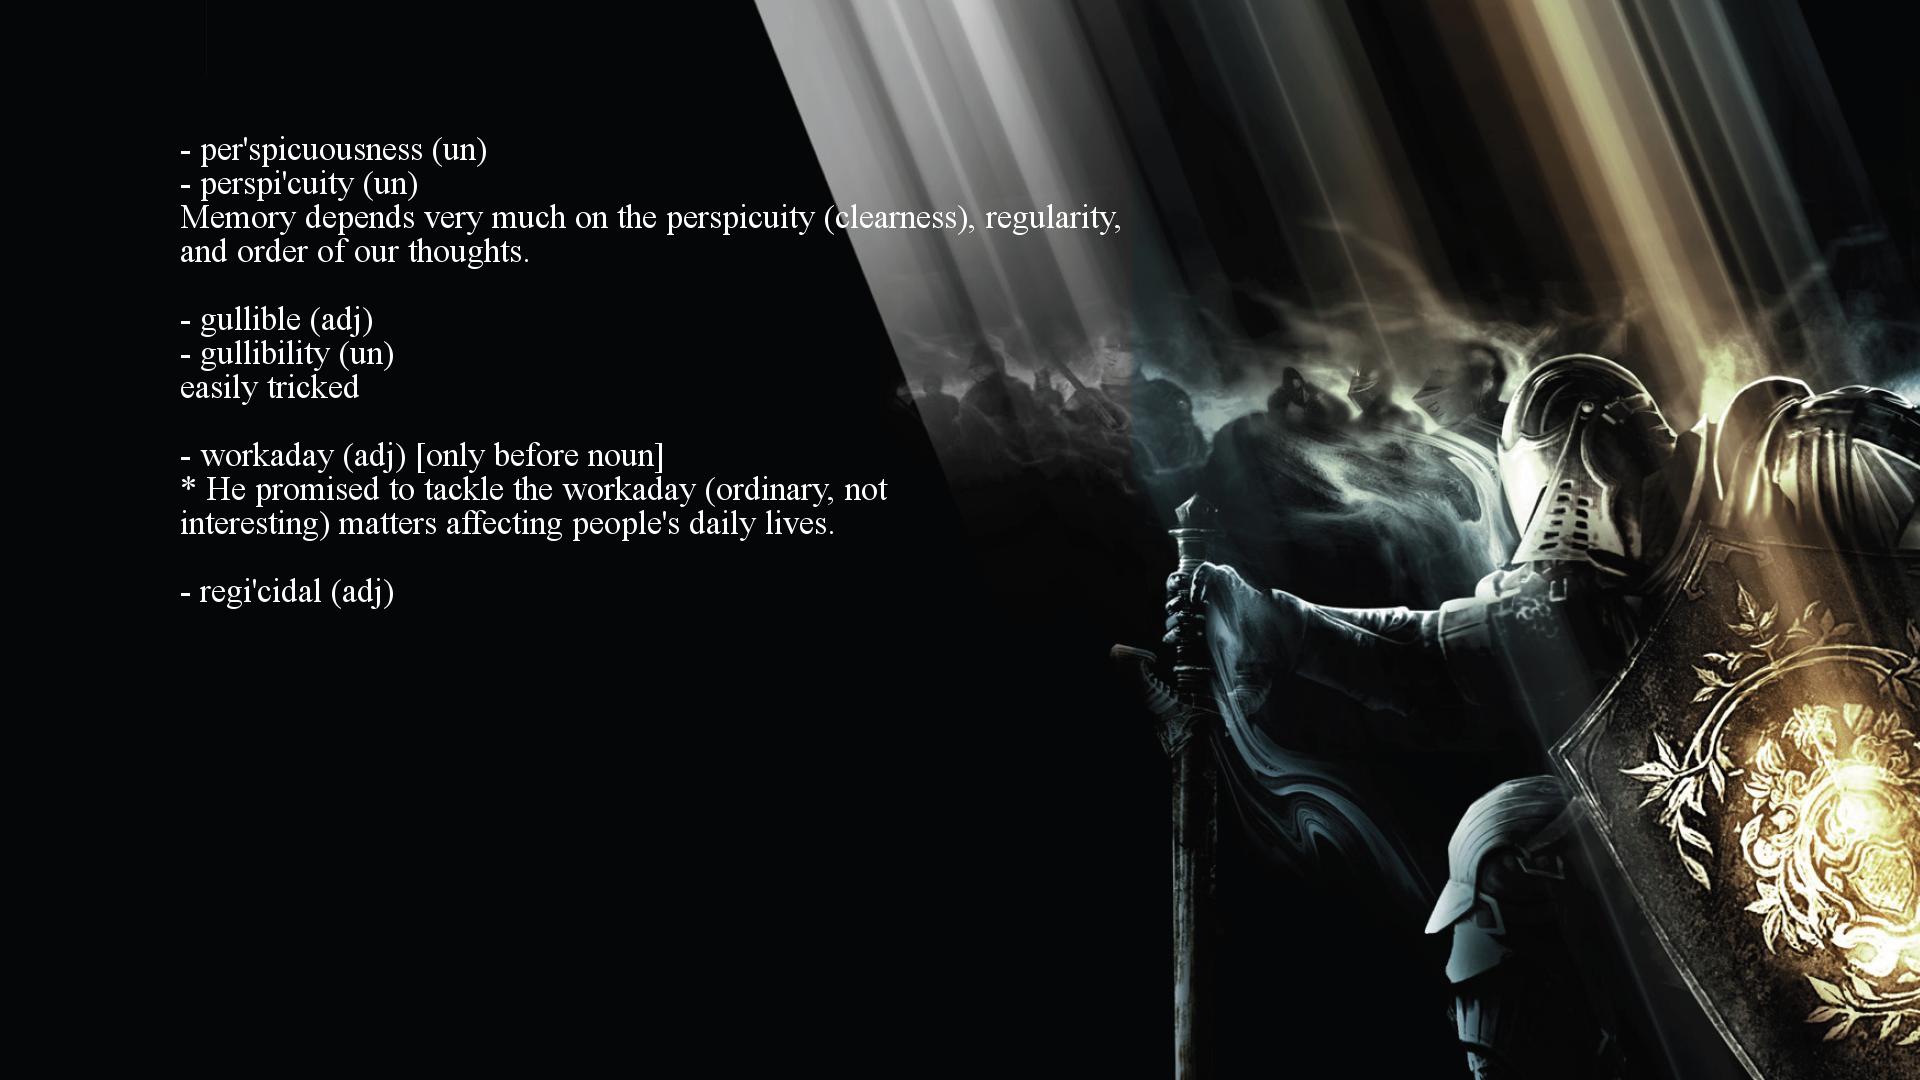 - per'spicuousness (un)
- perspi'cuity (un)
Memory depends very much on the perspicuity (clearness), regularity,
and order of our thoughts.
- gullible (adj)
- gullibility (un)
easily tricked
- workaday (adj) [only before noun]
* He promised to tackle the workaday (ordinary, not
interesting) matters affecting people's daily lives.
- regi'cidal (adj)